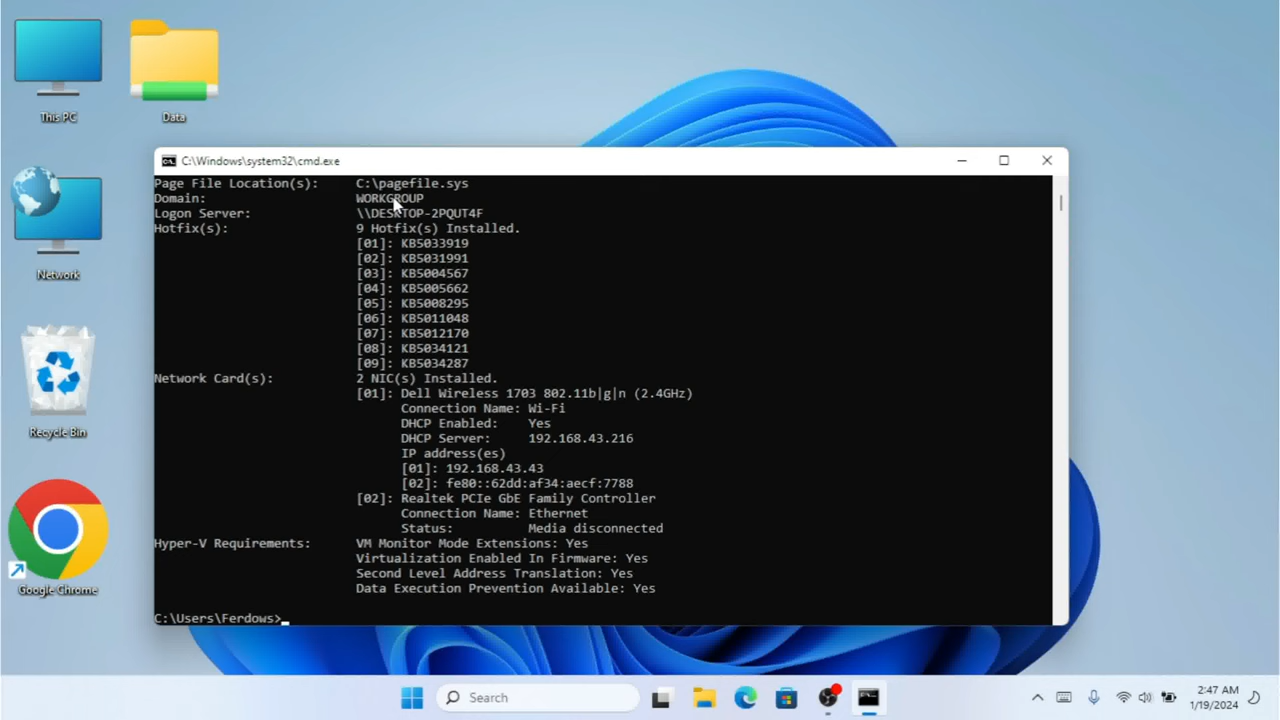 This PC
Data
Network
Recycle Bin
Google Chrome
C:\Windows\system32\cmd.exe
Page File Location(s): C:\pagefile.sys
Domain: WORKGROUP
Logon Server: \\DESKTOP-2PQUT4F
Hotfix(s): 9 Hotfix(s) Installed.
[01]: KB5033919
[02]: KB5031991
[03]: KB5004567
[04]: KB5005662
[05]: KB5008295
[06]: KB5011048
[07]: KB5012170
[08]: KB5034121
[09]: KB5034287
Network Card(s): 2 NIC(s) Installed.
[01]: Dell Wireless 1703 802.11b|g|n (2.4GHz)
Connection Name: Wi-Fi
DHCP Enabled: Yes
DHCP Server: 192.168.43.216
IP address(es)
[01]: 192.168.43.43
[02]: fe80::62dd:af34:aecf:7788
[02]: Realtek PCIe GbE Family Controller
Connection Name: Ethernet
Status: Media disconnected
Hyper-V Requirements: VM Monitor Mode Extensions: Yes
Virtualization Enabled In Firmware: Yes
Second Level Address Translation: Yes
Data Execution Prevention Available: Yes
C:\Users\Ferdows>
Search
2:47 AM
1/19/2024